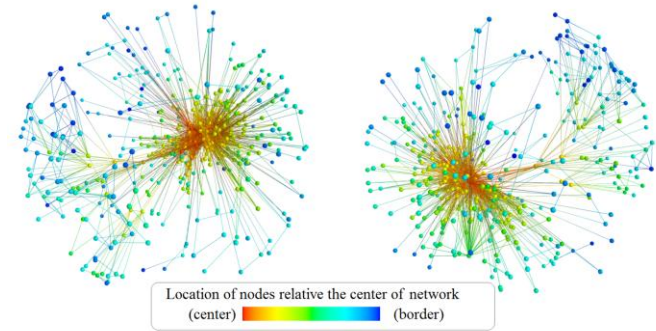 Location of nodes relative the center of network
(center) (border)